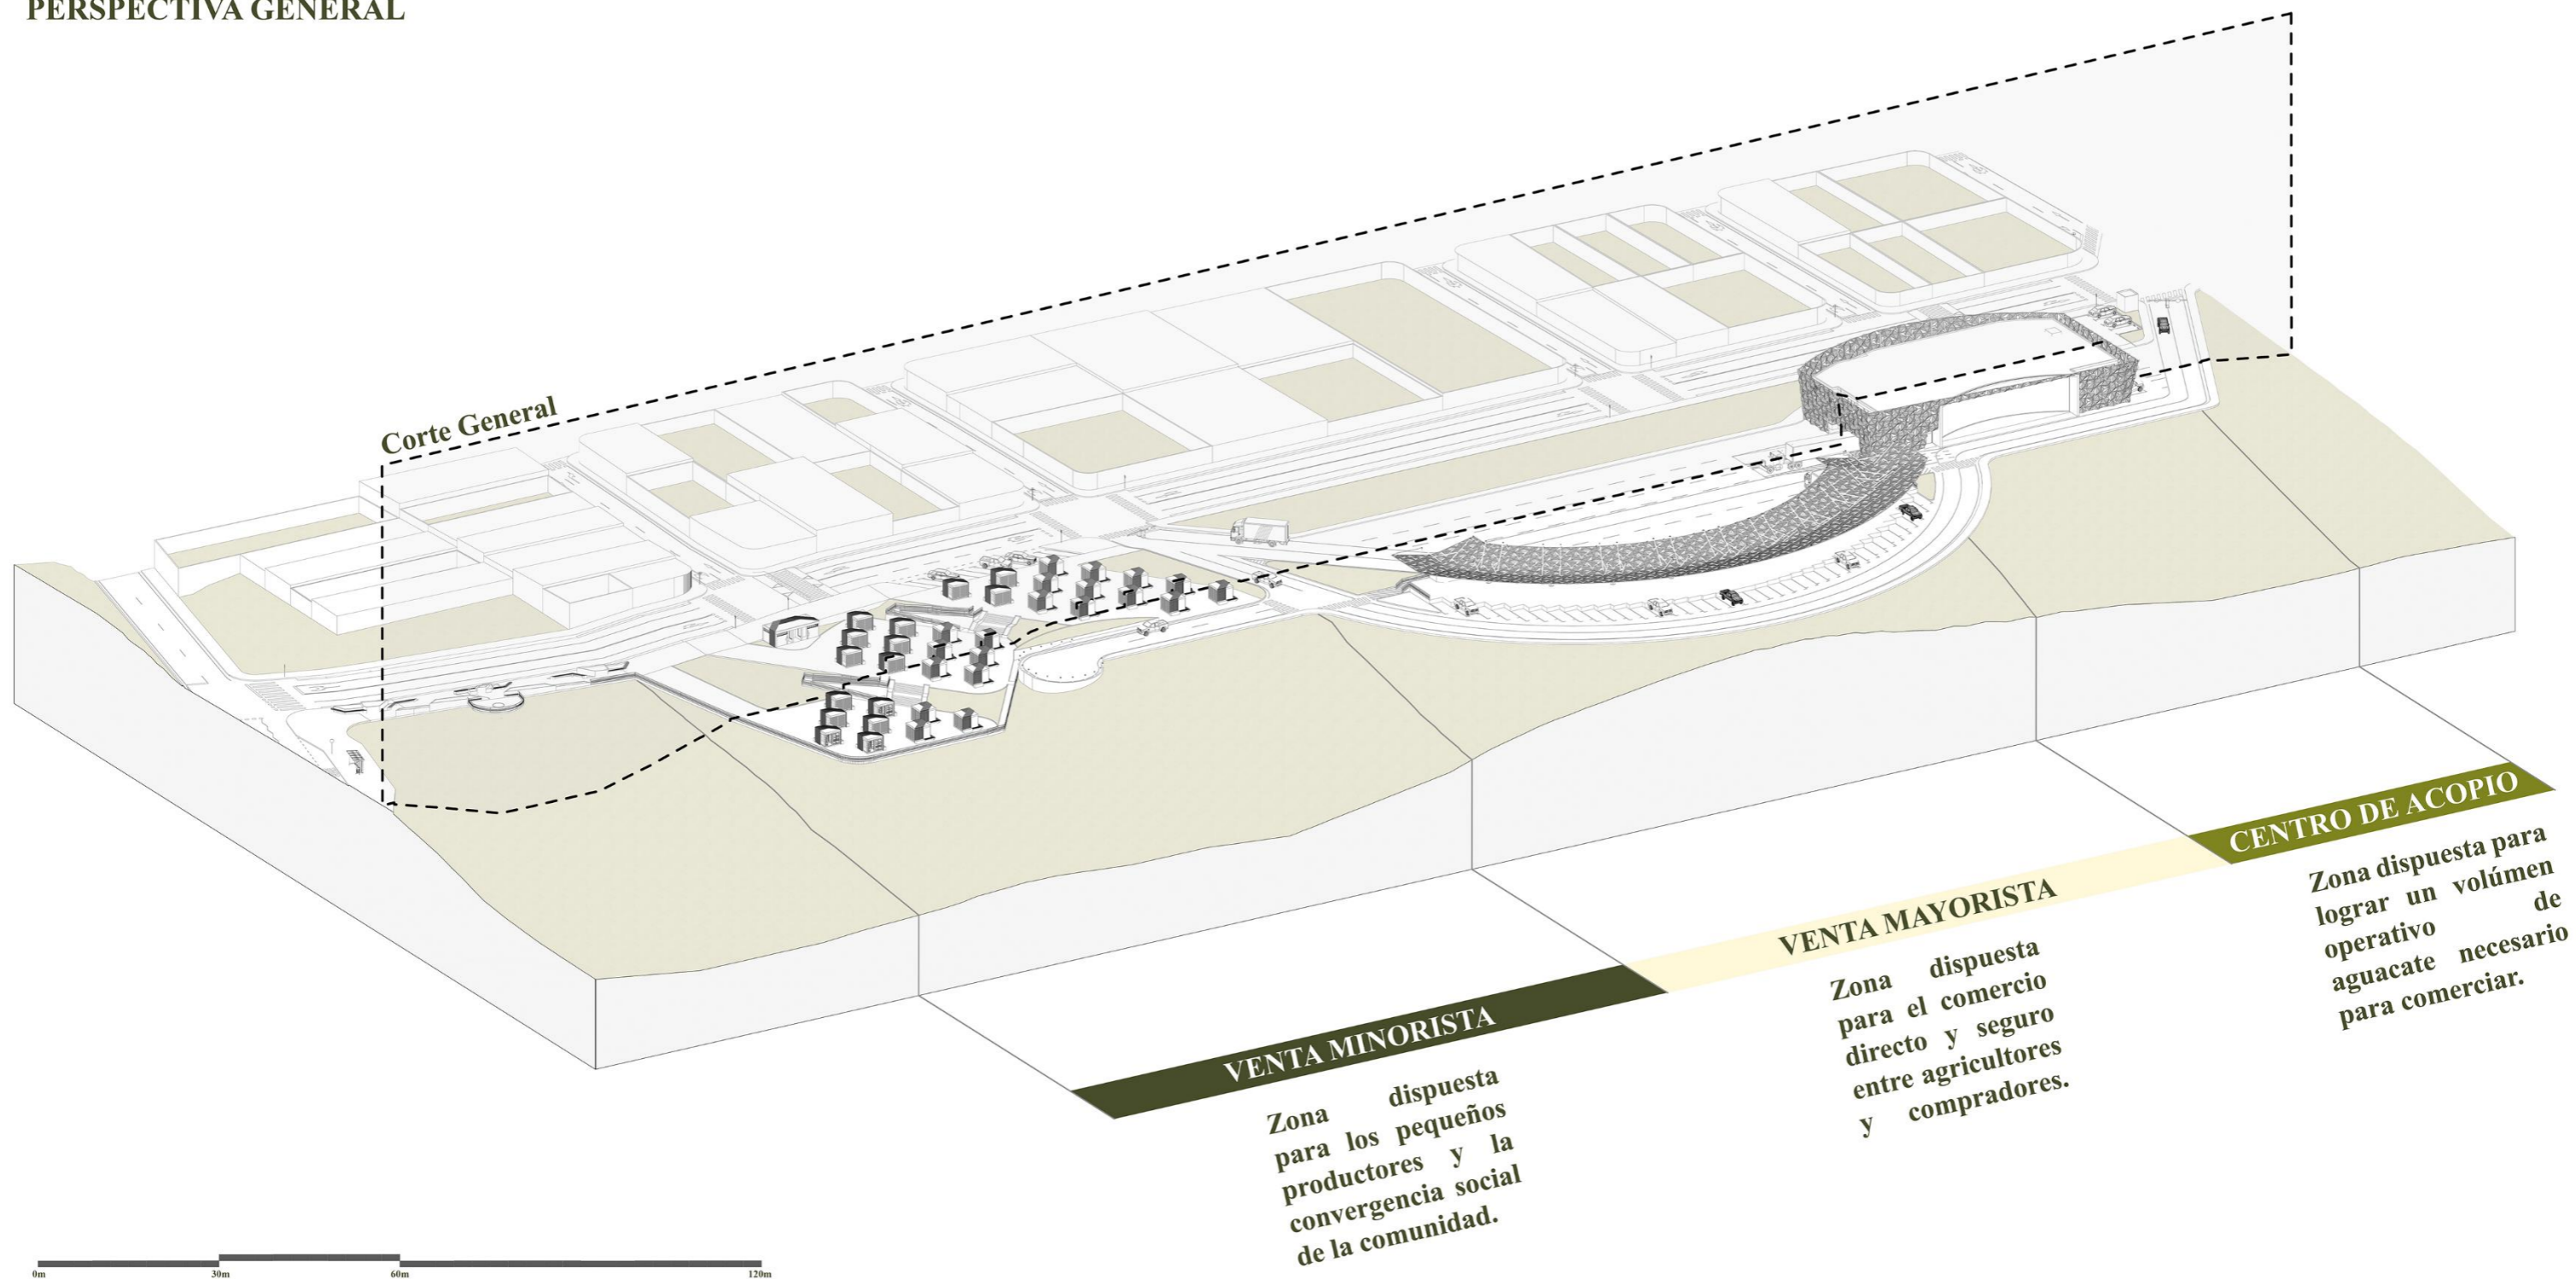 PERSPECTIVA GENERAL
Corte General
CENTRO DE ACOPIO
Zona dispuesta para
lograr un volúmen
operativo de
aguacate necesario
para comerciar.
VENTA MAYORISTA
Zona dispuesta
para el comercio
directo y seguro
entre agricultores
y compradores.
VENTA MINORISTA
Zona dispuesta
para los pequeños
productores y la
convergencia social
de la comunidad.
0m 30m 60m 120m